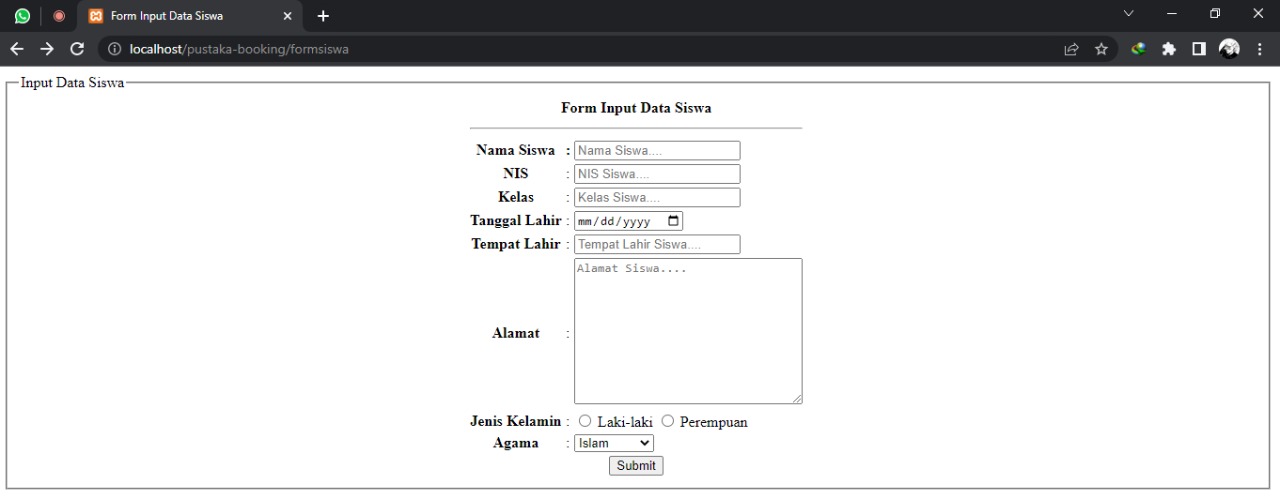 Form Input Data Siswa
localhost/pustaka-booking/formsiswa
Input Data Siswa
Form Input Data Siswa
Nama Siswa : Nama Siswa....
NIS : NIS Siswa....
Kelas : Kelas Siswa....
Tanggal Lahir : mm/dd/yyyy
Tempat Lahir : Tempat Lahir Siswa....
Alamat : Alamat Siswa....
Jenis Kelamin : Laki-laki Perempuan
Agama : Islam
Submit